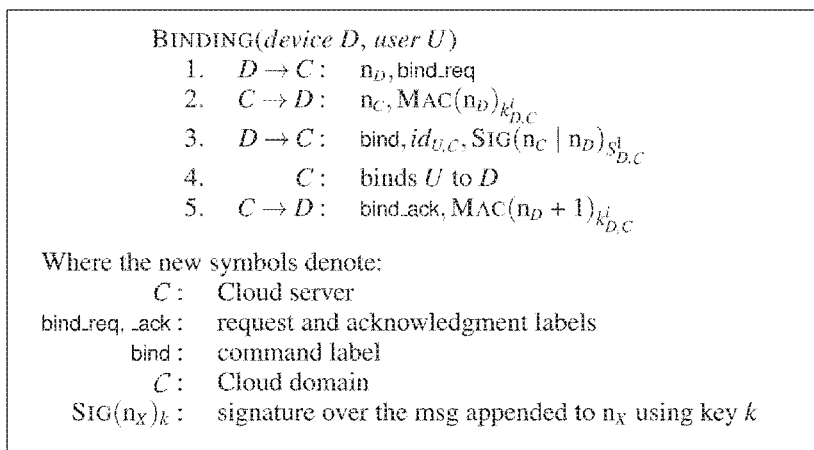 BINDING(device D, user U)
1. D → C : n_D, bind_req
2. C → D : n_C, MAC(n_D)_{k^i_{D,C}}
3. D → C : bind, id_{U,C}, SIG(n_C | n_D)_{S^i_{D,C}}
4. C : binds U to D
5. C → D : bind_ack, MAC(n_D + 1)_{k^i_{D,C}}
Where the new symbols denote:
C : Cloud server
bind_req, _ack : request and acknowledgment labels
bind : command label
C : Cloud domain
SIG(n_X)_k : signature over the msg appended to n_X using key k